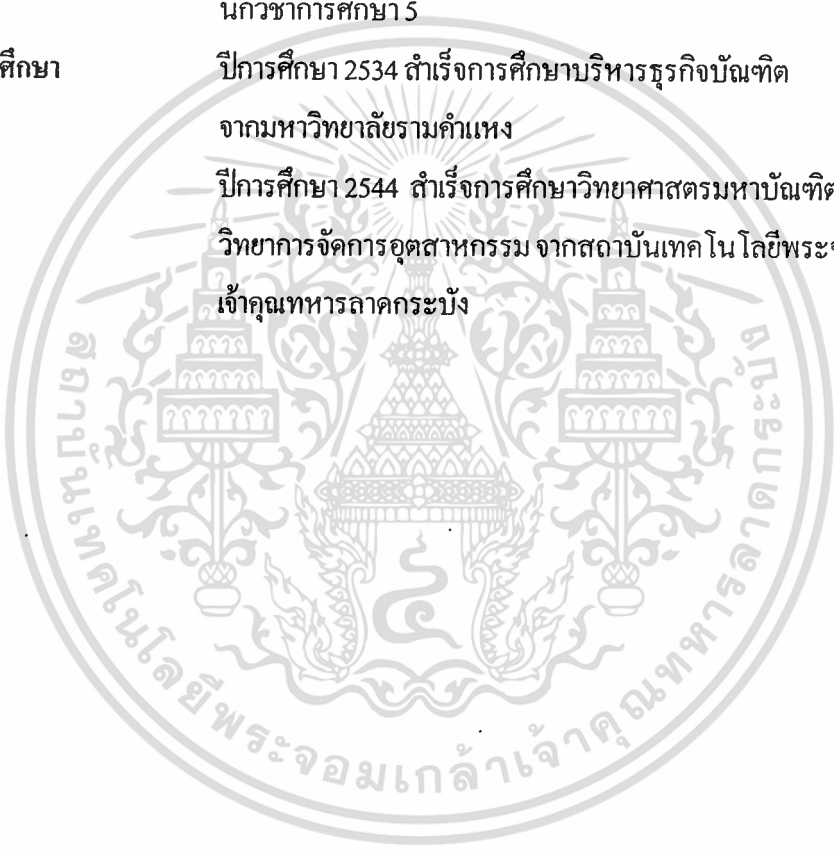 นักวิชาการศึกษา 5
ศึกษา ปีการศึกษา 2534 สำเร็จการศึกษาบริหารธุรกิจบัณฑิต
จากมหาวิทยาลัยรามคำแหง
ปีการศึกษา 2544 สำเร็จการศึกษาวิทยาศาสตรมหาบัณฑิต
วิทยาการจัดการอุตสาหกรรม จากสถาบันเทคโนโลยีพระจ
เจ้าคุณทหารลาดกระบัง
สถาบันเทคโนโลยีพระจอมเกล้าเจ้าคุณทหารลาดกระบัง